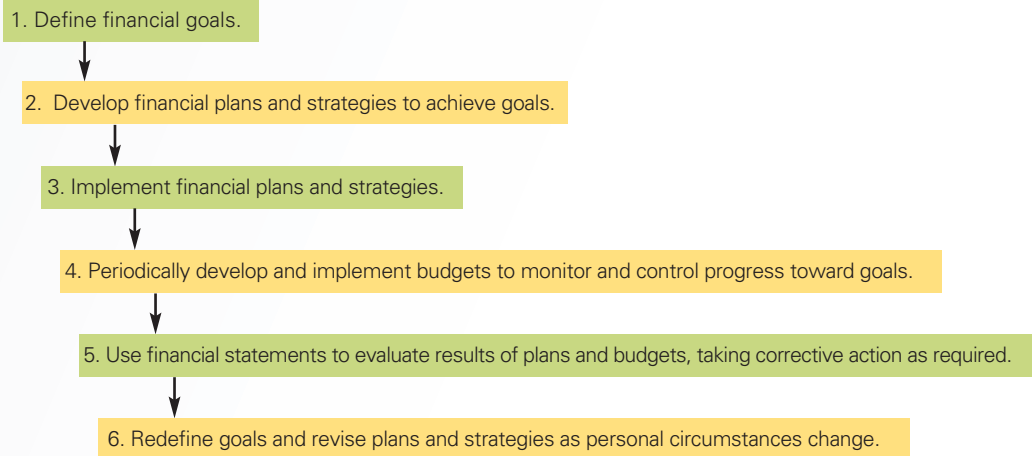 1. Define financial goals.
2. Develop financial plans and strategies to achieve goals.
3. Implement financial plans and strategies.
4. Periodically develop and implement budgets to monitor and control progress toward goals.
5. Use financial statements to evaluate results of plans and budgets, taking corrective action as required.
6. Redefine goals and revise plans and strategies as personal circumstances change.